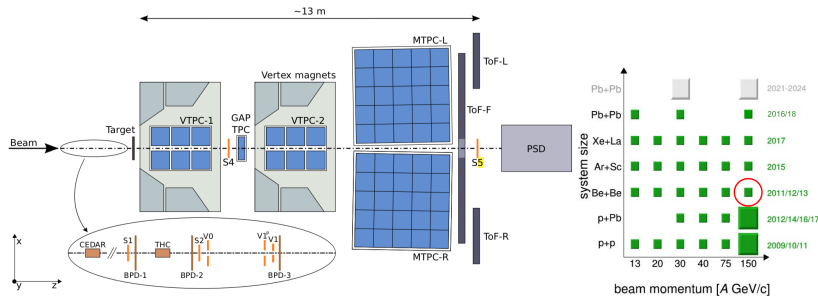 ~13 m
MTPC-L
ToF-L
Vertex magnets
ToF-F
VTPC-1
GAP
TPC
VTPC-2
Target
Beam
S4
S5
PSD
x
y
z
CEDAR
S1
BPD-1
THC
S2
V0
BPD-2
V1ᵖ
V1
BPD-3
ToF-R
MTPC-R
system size
Pb+Pb 2021-2024
Pb+Pb 2016/18
Xe+La 2017
Ar+Sc 2015
Be+Be 2011/12/13
p+Pb 2012/14/16/17
p+p 2009/10/11
13 20 30 40 75 150
beam momentum [A GeV/c]